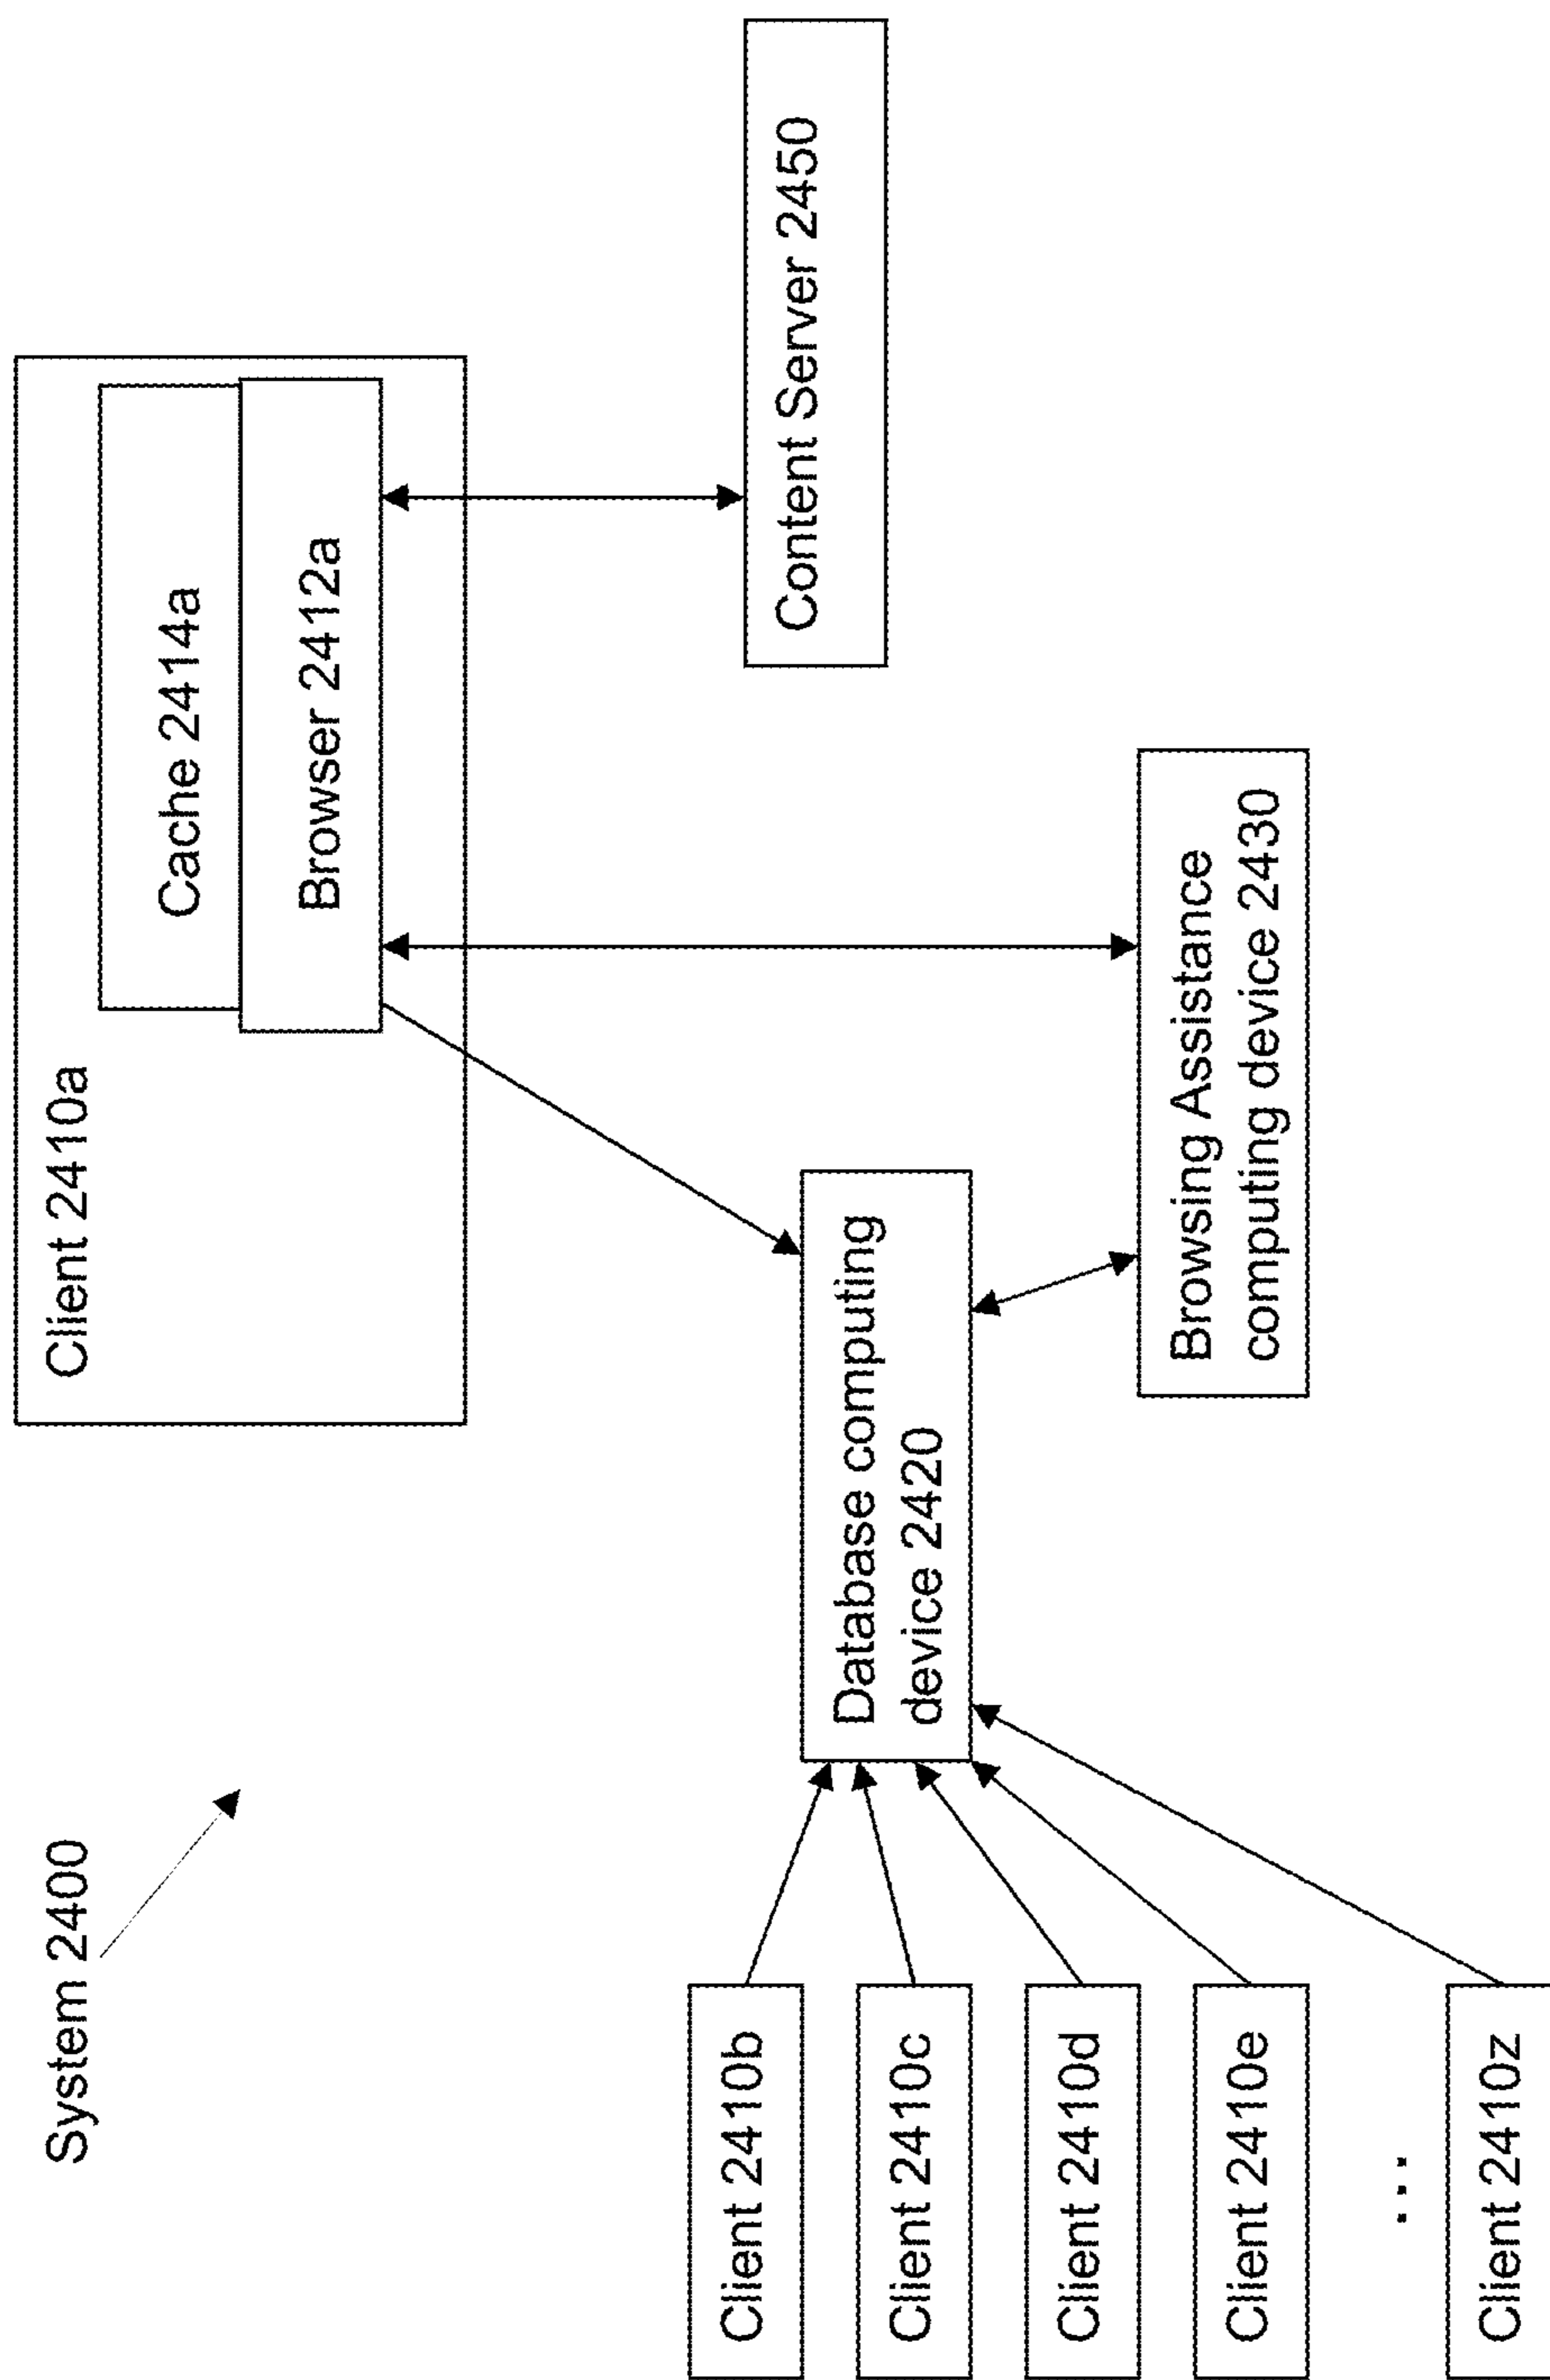 System 2400
Client 2410a
Cache 2414a
Browser 2412a
Client 2410b
Client 2410c
Client 2410d
Client 2410e
...
Client 2410z
Database computing
device 2420
Content Server 2450
Browsing Assistance
computing device 2430